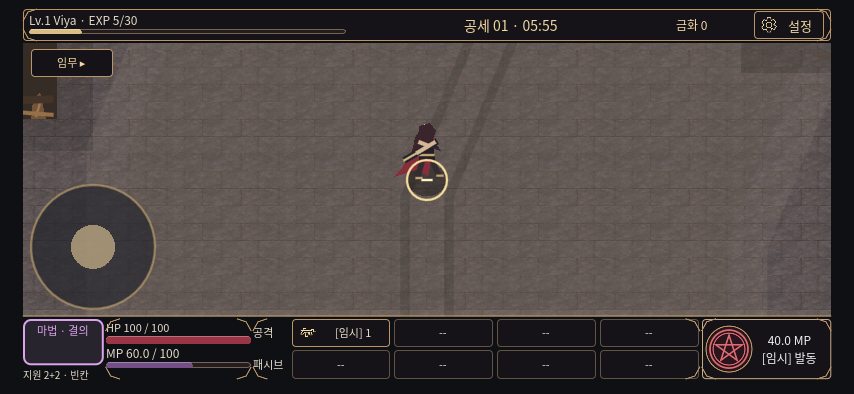 Lv.1 Viya · EXP 5/30
공세 01 · 05:55
금화 0
설정
임무 ▸
마법 · 결의
지원 2+2 · 빈칸
HP 100 / 100
MP 60.0 / 100
공격
패시브
[임시] 1
--
--
--
--
--
--
--
40.0 MP
[임시] 발동